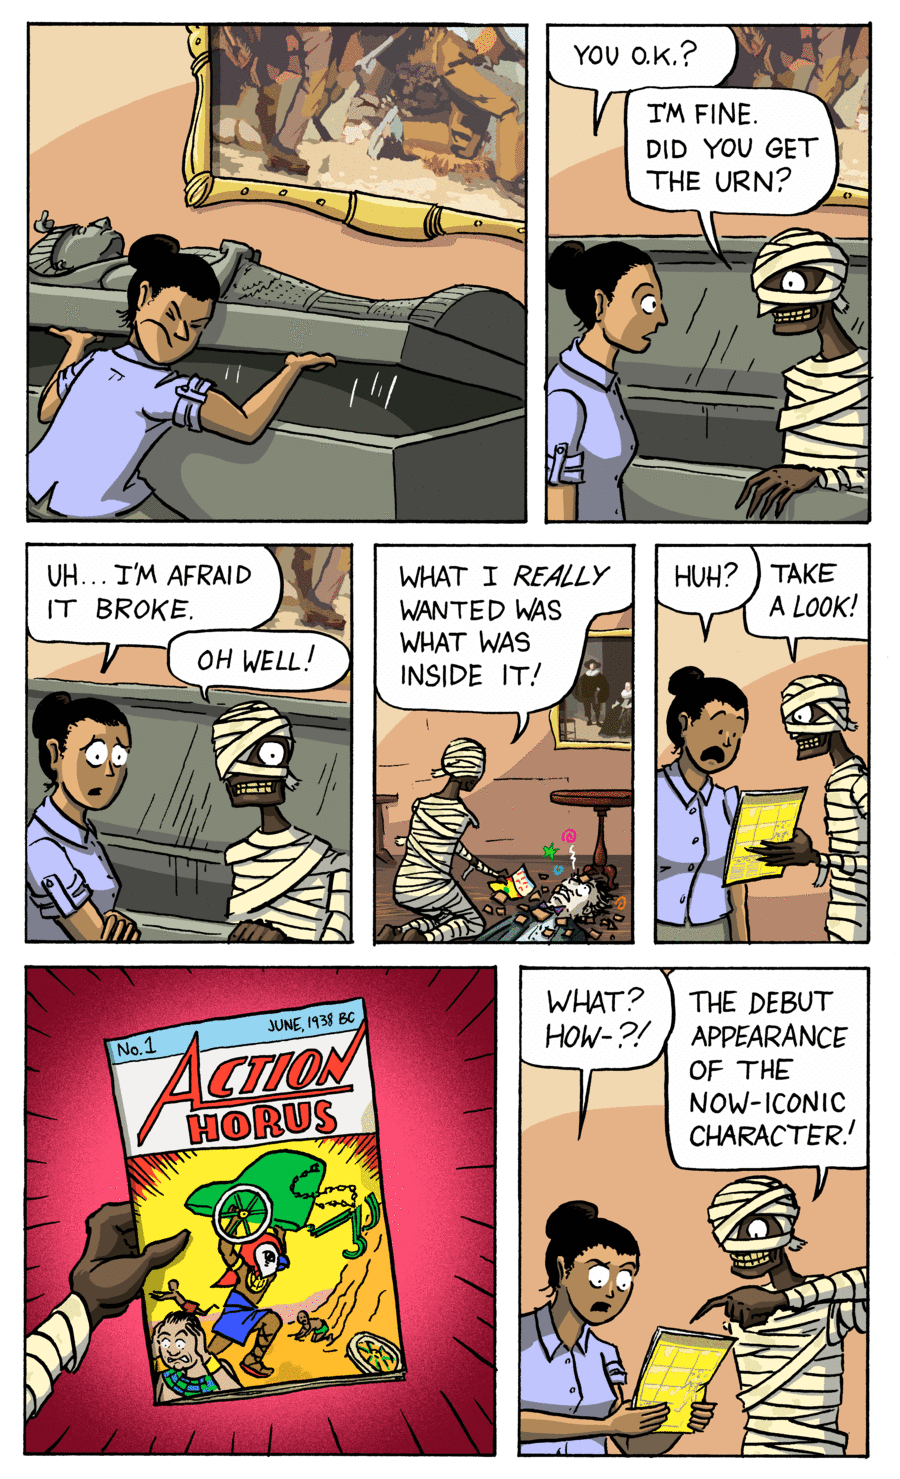 YOU O.K.?
I'M FINE.
DID YOU GET
THE URN?
UH... I'M AFRAID
IT BROKE.
OH WELL!
WHAT I REALLY
WANTED WAS
WHAT WAS
INSIDE IT!
HUH?
TAKE
A LOOK!
No. 1
JUNE, 1938 BC
ACTION
HORUS
WHAT?
HOW-?!
THE DEBUT
APPEARANCE
OF THE
NOW-ICONIC
CHARACTER!